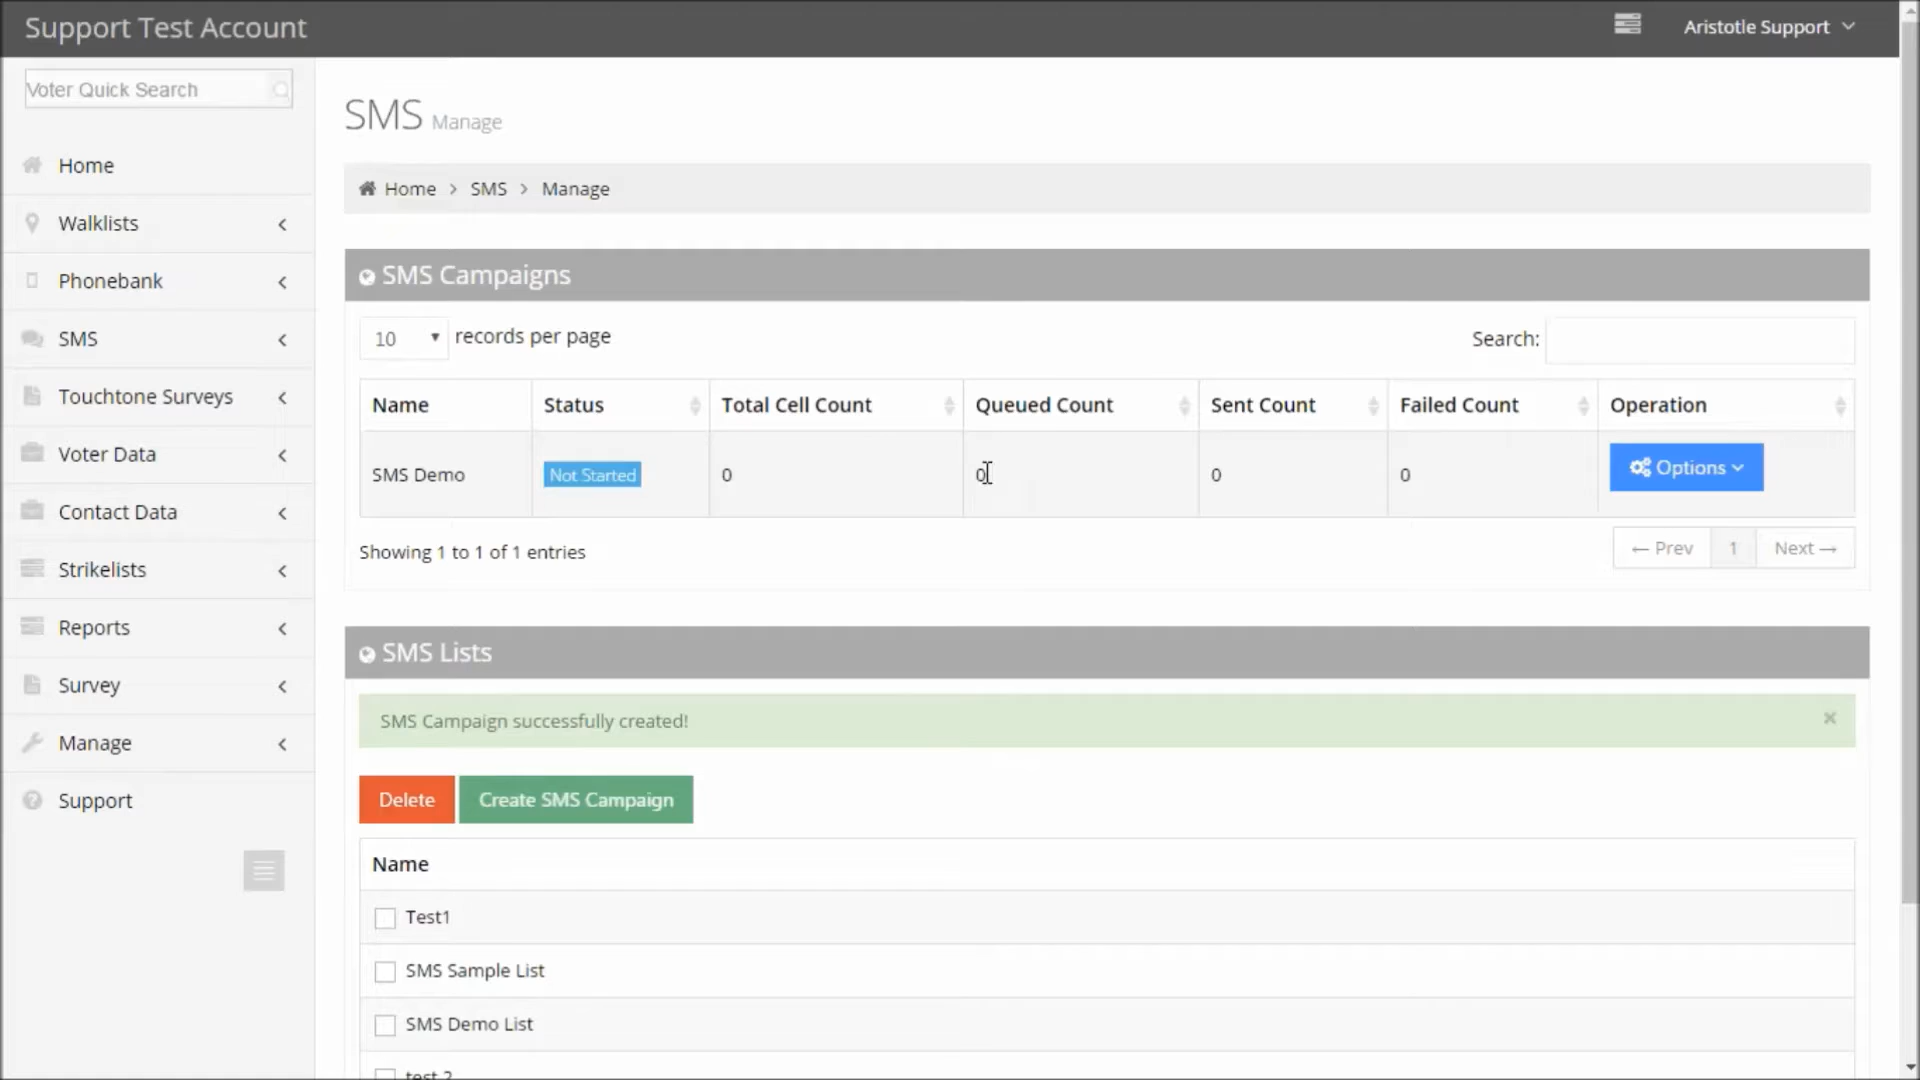 Support Test Account
Aristotle Support
Voter Quick Search
Home
Walklists
Phonebank
SMS
Touchtone Surveys
Voter Data
Contact Data
Strikelists
Reports
Survey
Manage
Support
SMS Manage
Home > SMS > Manage
SMS Campaigns
10 records per page
Search:
Name Status Total Cell Count Queued Count Sent Count Failed Count Operation
SMS Demo Not Started 0 0 0 0 Options
Showing 1 to 1 of 1 entries
← Prev 1 Next →
SMS Lists
SMS Campaign successfully created! ×
Delete Create SMS Campaign
Name
Test1
SMS Sample List
SMS Demo List
test 2